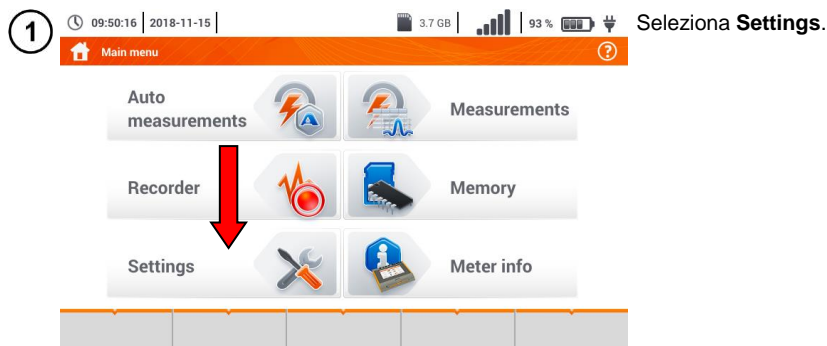 1
09:50:16 2018-11-15 3.7 GB 93 %
Seleziona Settings.
Main menu ?
Auto
measurements
Measurements
Recorder
Memory
Settings
Meter info